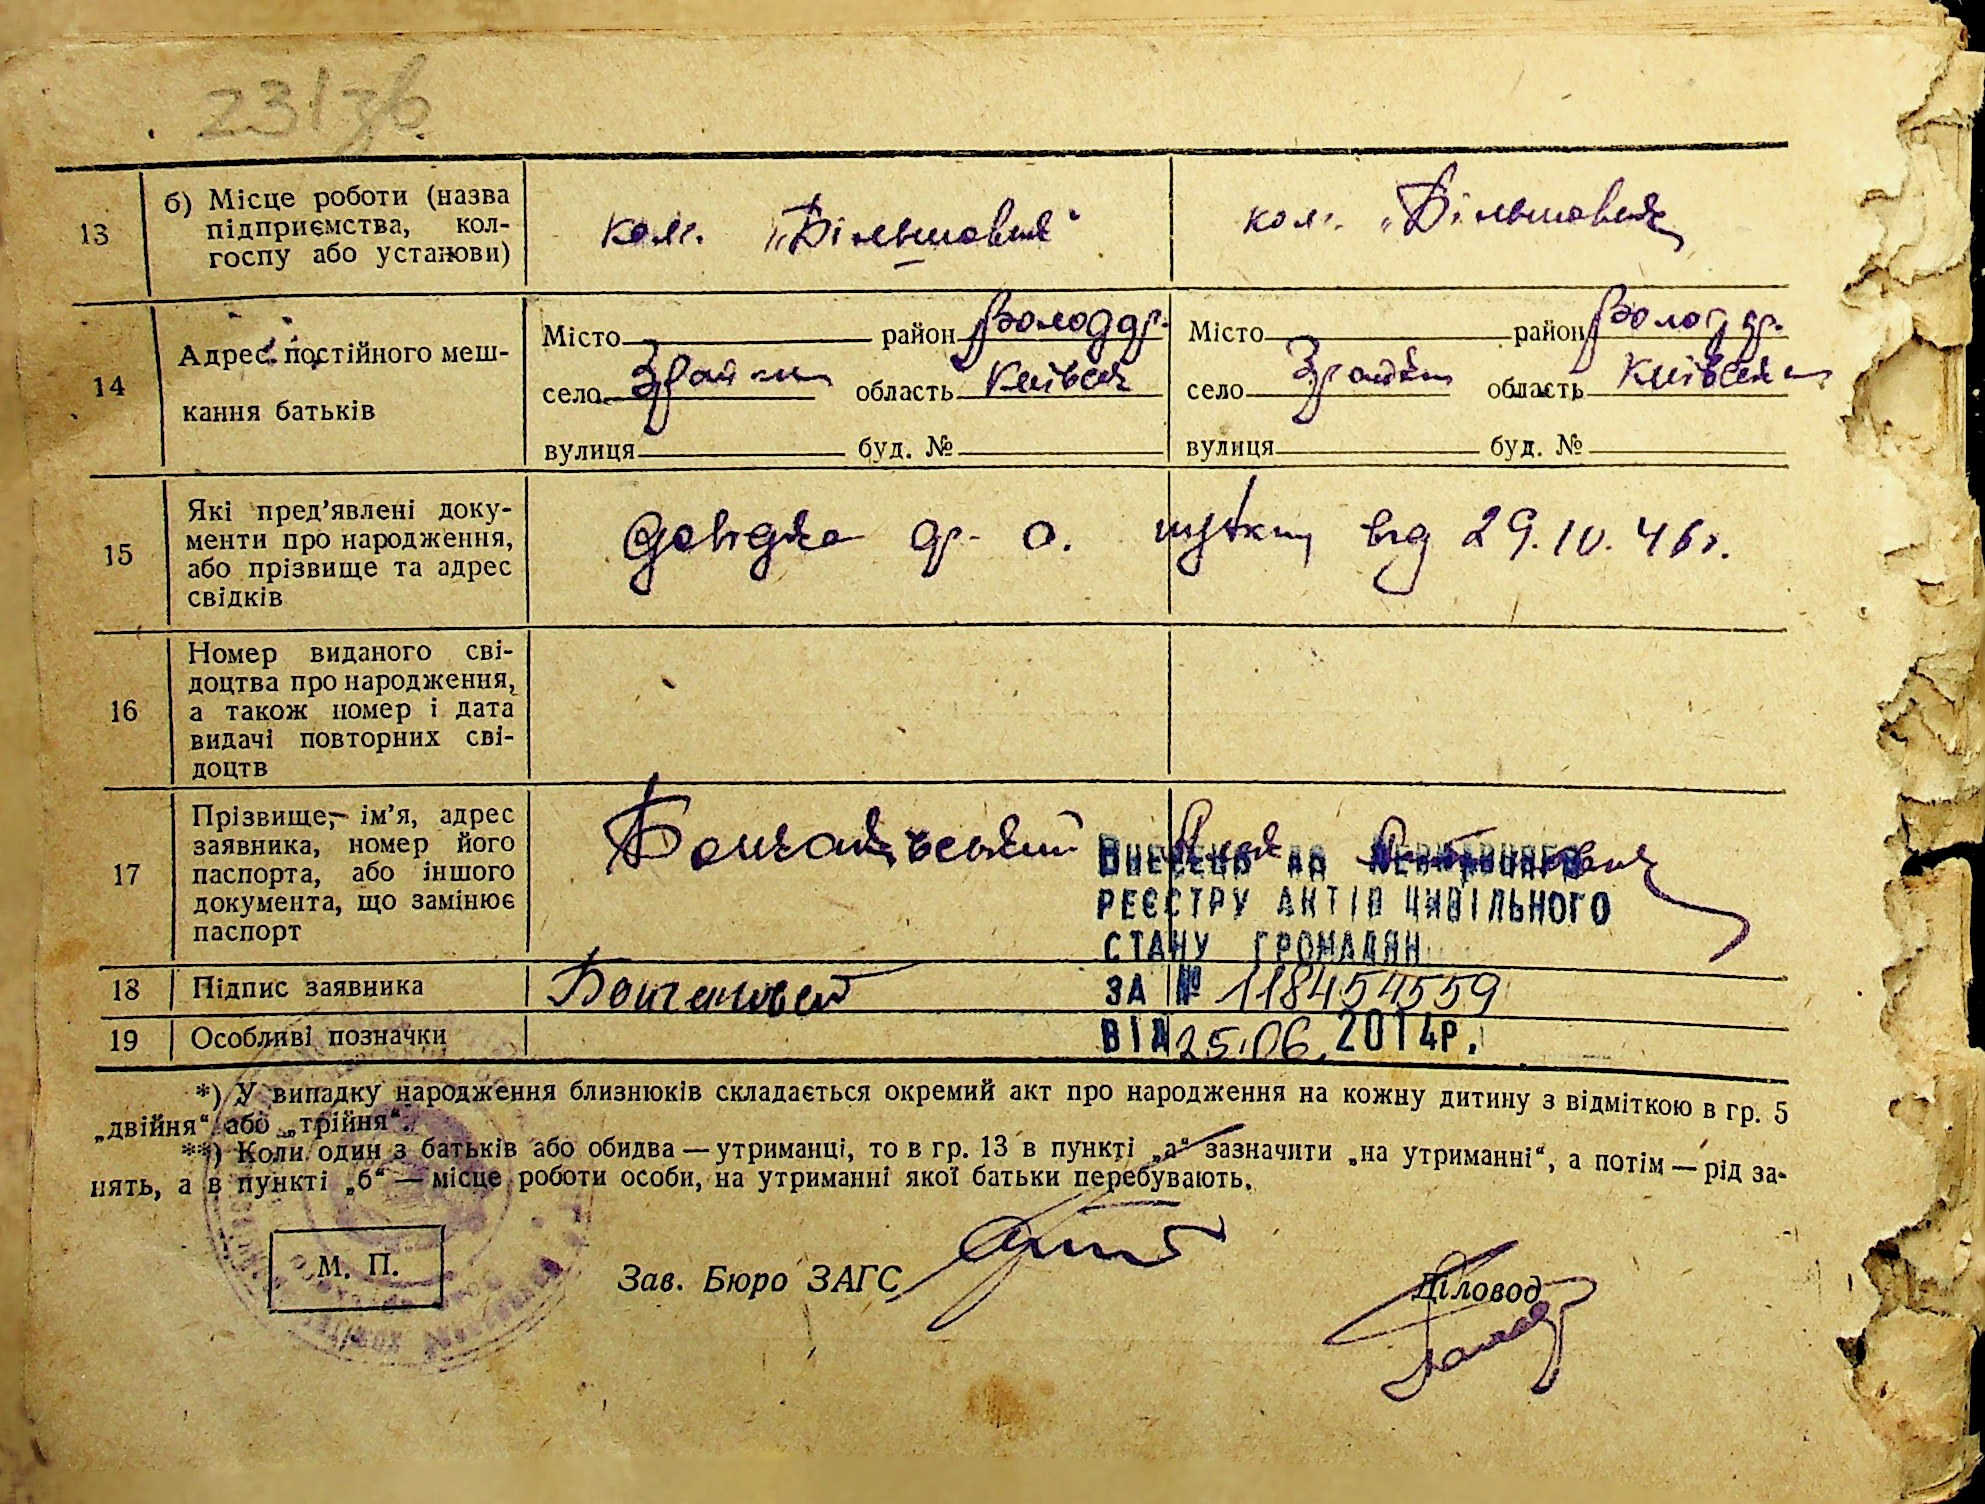 231зв
13 б) Місце роботи (назва підприємства, кол-госпу або установи) кол. „Більшовик“ кол. „Більшовик
14 Адрес постійного меш-кання батьків
Місто район Володар. Місто район Володар.
село область Київськ село область Київськ
вулиця буд. № вулиця буд. №
15 Які пред’явлені доку-
менти про народження,
або прізвище та адрес
свідків
довідка від 29.IV.46 г.
16 Номер виданого сві-
доцтва про народження,
а також номер і дата
видачі повторних сві-
доцтв
17 Прізвище, ім’я, адрес
заявника, номер його
паспорта, або іншого
документа, що замінює
паспорт
Внесено до Державного
реєстру актів цивільного
стану громадян
за № 118454559
від 25.06. 2014р.
18 Підпис заявника
19 Особливі позначки
*) У випадку народження близнюків складається окремий акт про народження на кожну дитину з відміткою в гр. 5
„двійня“ або „трійня“.
**) Коли один з батьків або обидва — утриманці, то в гр. 13 в пункті „а“ зазначити „на утриманні“, а потім — рід за-
нять, а в пункті „б“ — місце роботи особи, на утриманні якої батьки перебувають.
М. П.
Зав. Бюро ЗАГС
Діловод